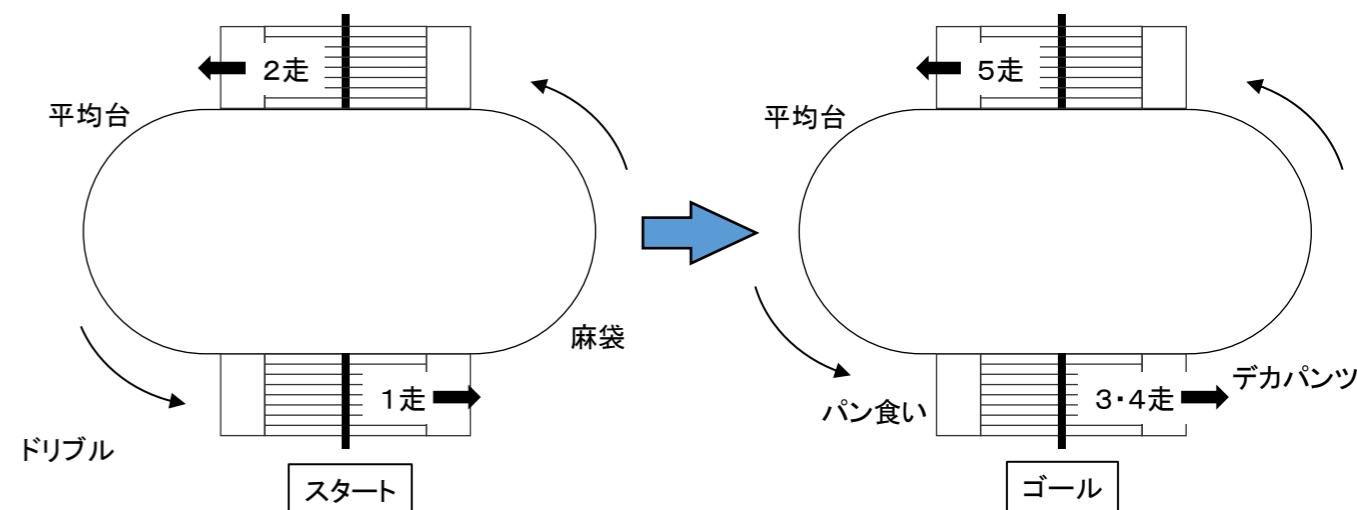 2走
平均台
麻袋
1走
ドリブル
スタート
5走
平均台
デカパンツ
3・4走
パン食い
ゴール